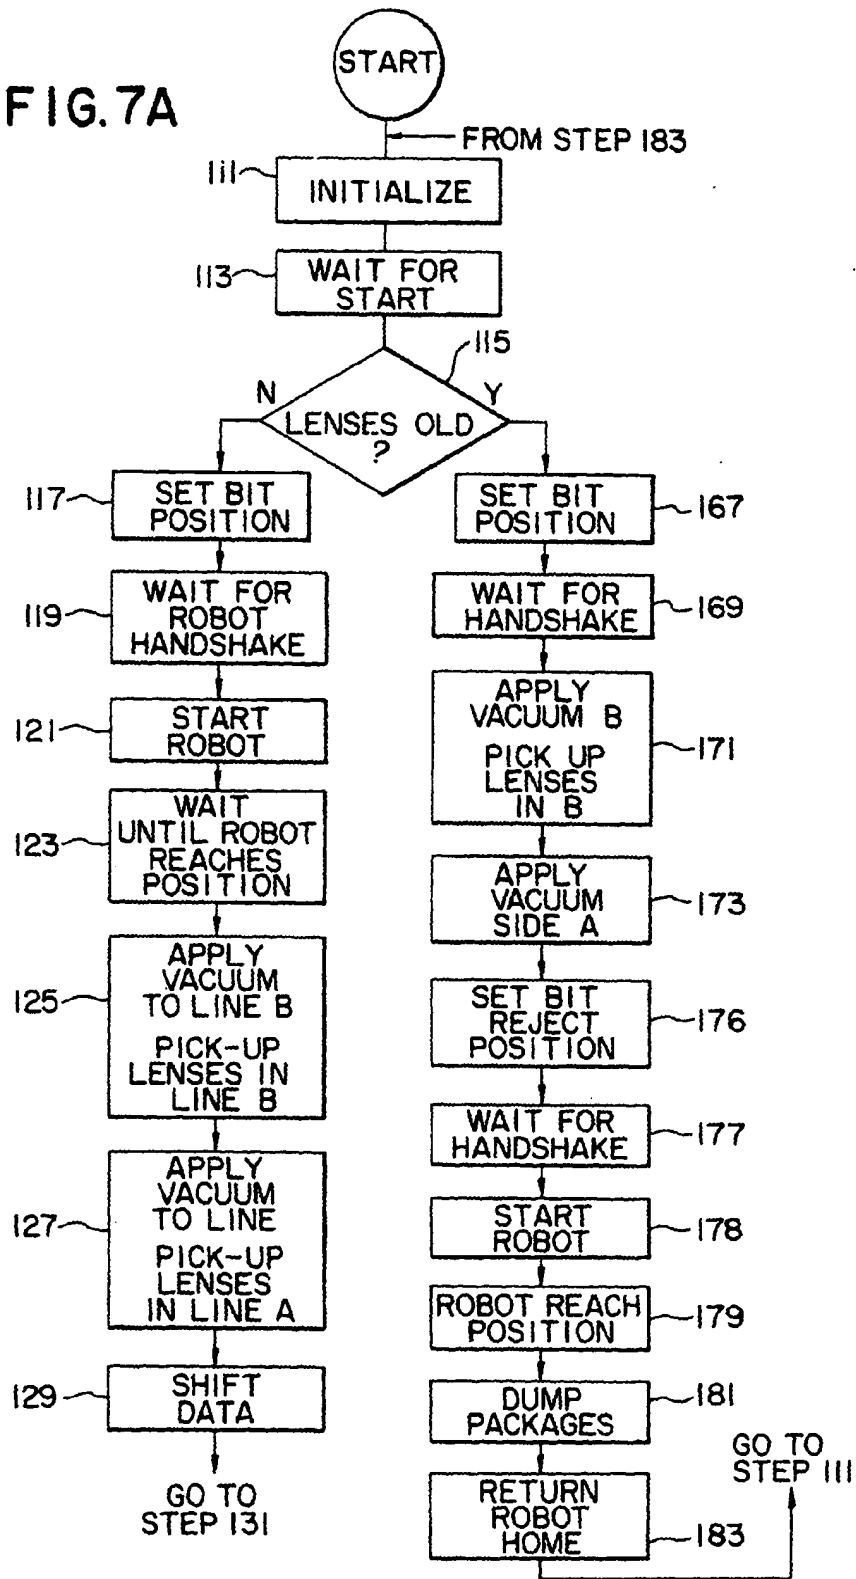 FIG. 7A
START
FROM STEP 183
111
INITIALIZE
113
WAIT FOR
START
115
N
Y
LENSES OLD
?
117
SET BIT
POSITION
119
WAIT FOR
ROBOT
HANDSHAKE
121
START
ROBOT
123
WAIT
UNTIL ROBOT
REACHES
POSITION
125
APPLY
VACUUM
TO LINE B
PICK-UP
LENSES IN
LINE B
127
APPLY
VACUUM
TO LINE
PICK-UP
LENSES
IN LINE A
129
SHIFT
DATA
GO TO
STEP 131
SET BIT
POSITION
167
WAIT FOR
HANDSHAKE
169
APPLY
VACUUM B
PICK UP
LENSES
IN B
171
APPLY
VACUUM
SIDE A
173
SET BIT
REJECT
POSITION
176
WAIT FOR
HANDSHAKE
177
START
ROBOT
178
ROBOT REACH
POSITION
179
DUMP
PACKAGES
181
RETURN
ROBOT
HOME
183
GO TO
STEP 111